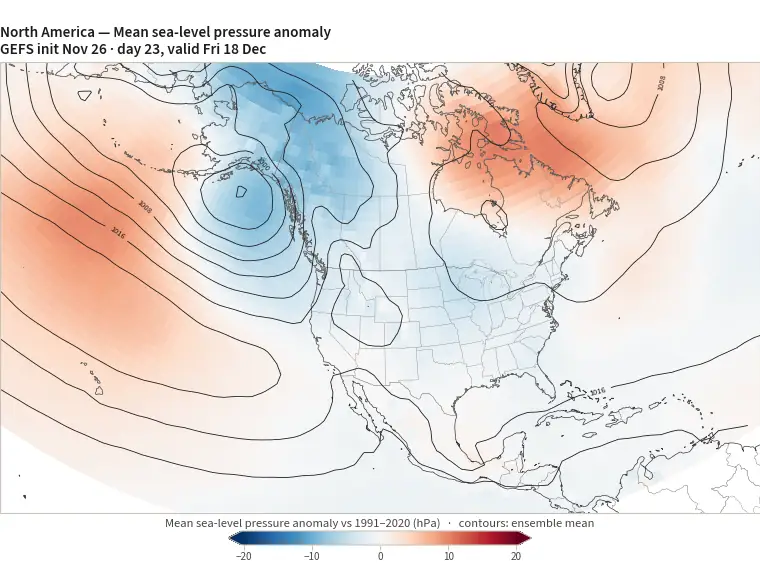 North America — Mean sea-level pressure anomaly
GEFS init Nov 26 · day 23, valid Fri 18 Dec
1008
1008
1016
1016
Mean sea-level pressure anomaly vs 1991–2020 (hPa) · contours: ensemble mean
−20 −10 0 10 20